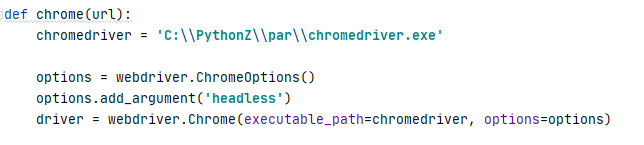 def chrome(url):
    chromedriver = 'C:\\PythonZ\\par\\chromedriver.exe'
    options = webdriver.ChromeOptions()
    options.add_argument('headless')
    driver = webdriver.Chrome(executable_path=chromedriver, options=options)